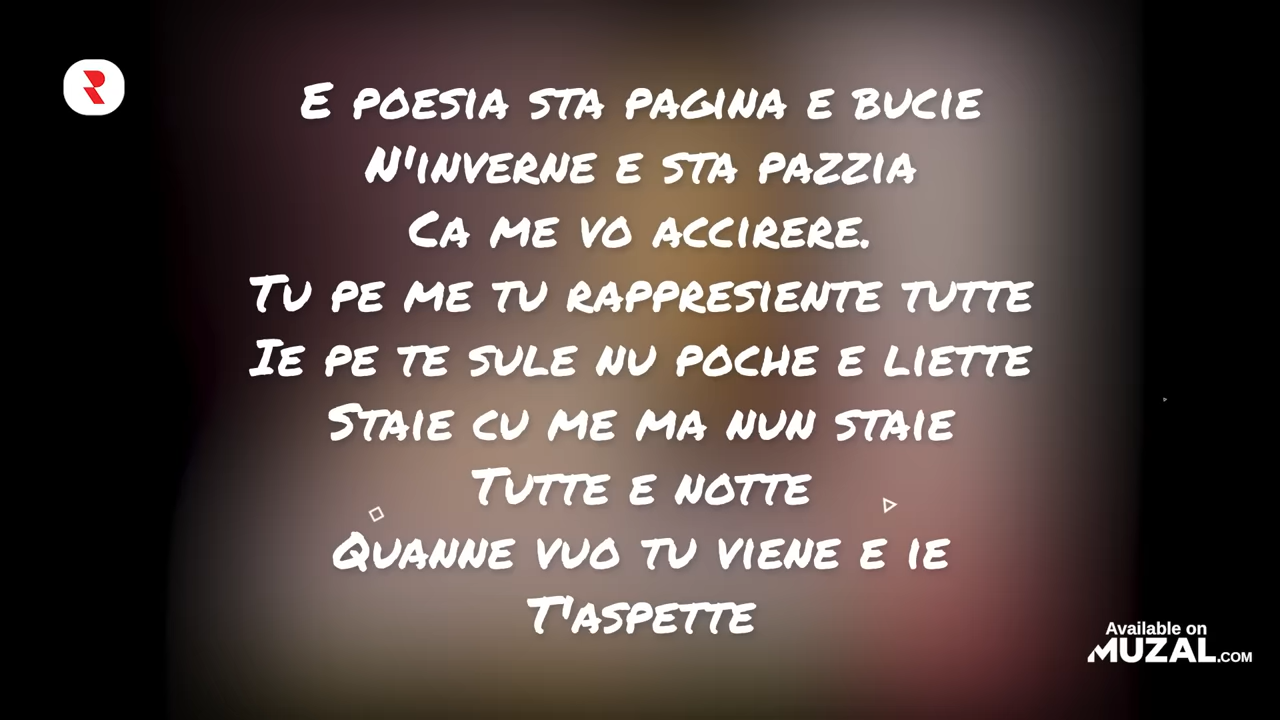 E poesia sta pagina e bucie
N'inverne e sta pazzia
Ca me vo accirere.
Tu pe me tu rappresiente tutte
Ie pe te sule nu poche e liette
Staie cu me ma nun staie
Tutte e notte
Quanne vuo tu viene e ie
T'aspette
Available on
MUZAL.COM